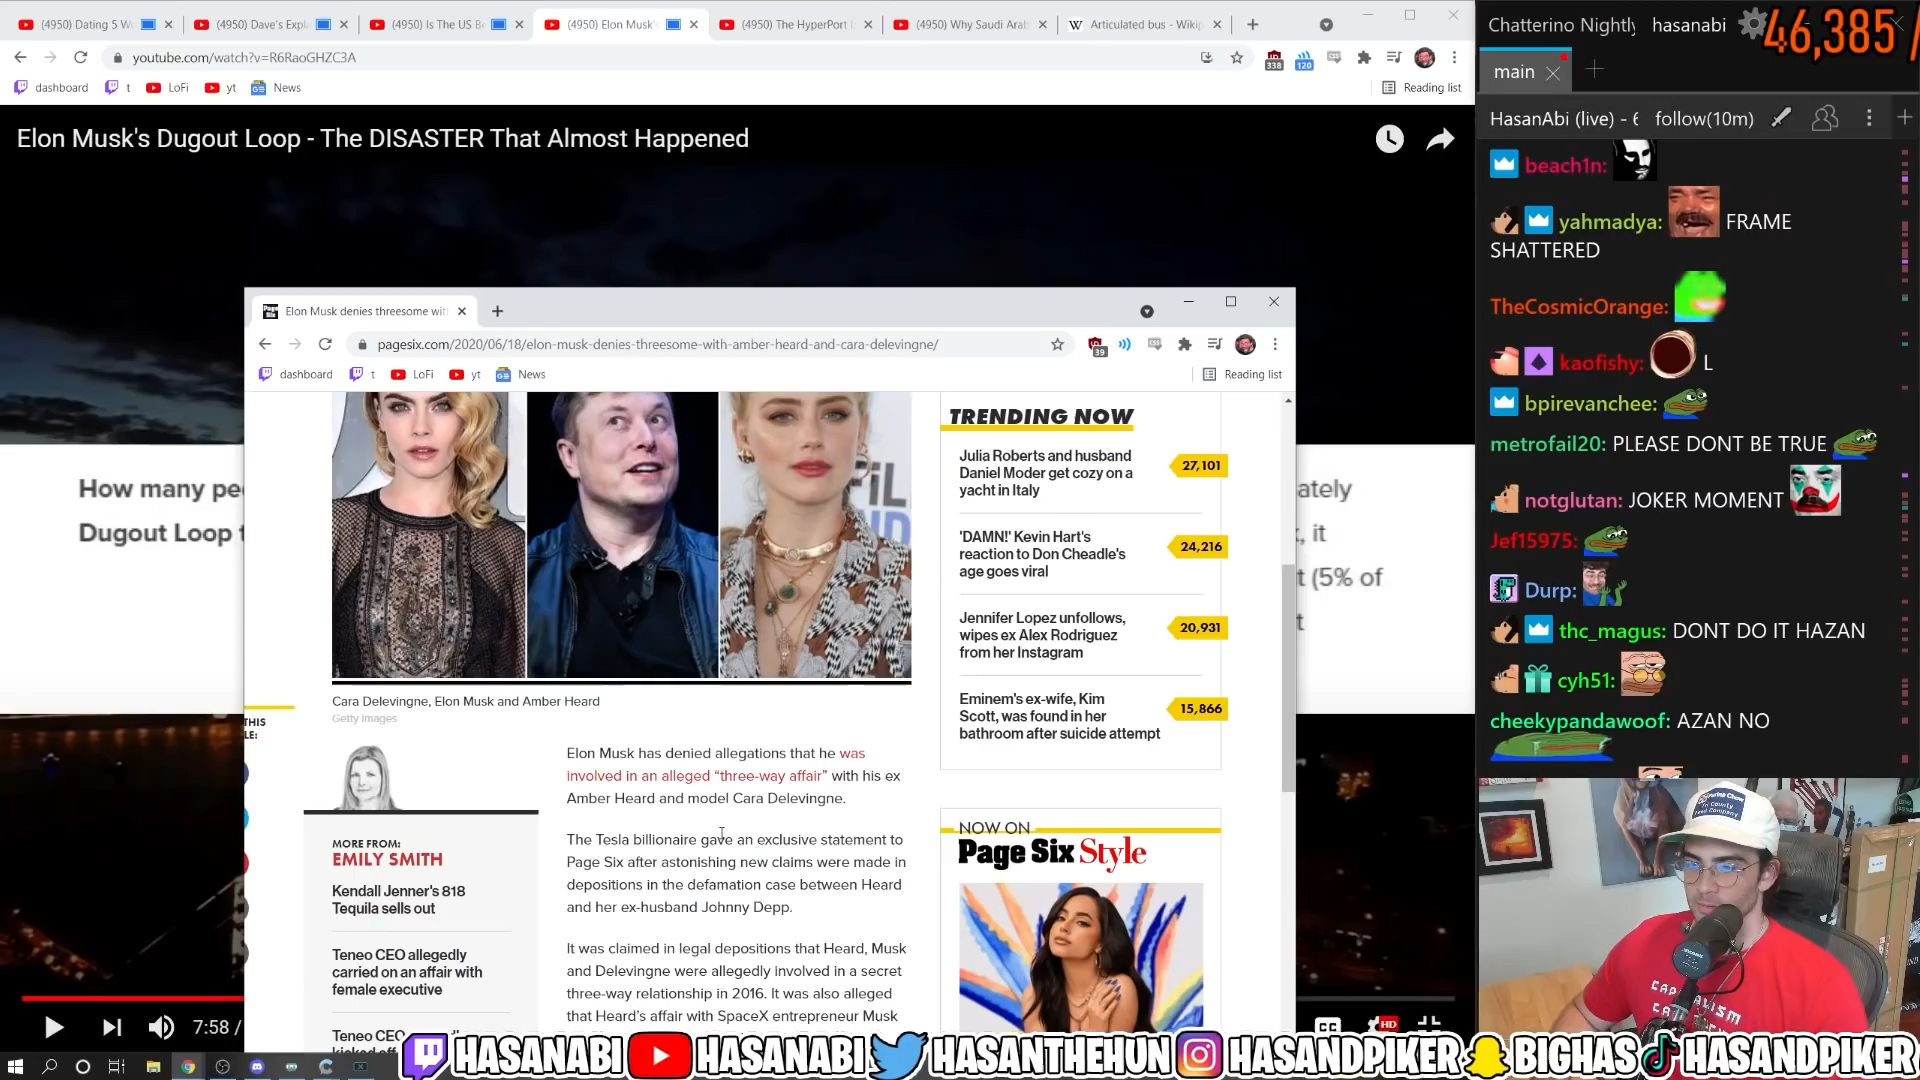 (4950) Dating 5 W
(4950) Dave's Expl
(4950) Is The US B
(4950) Elon Musk's
(4950) The HyperPort
(4950) Why Saudi Arab
Articulated bus - Wikip
youtube.com/watch?v=R6RaoGHZC3A
338
120
dashboard
t
LoFi
yt
News
Reading list
Elon Musk's Dugout Loop - The DISASTER That Almost Happened
How many pe
Dugout Loop t
ately
, it
t (5% of
t
7:58 /
HD
Elon Musk denies threesome wit
pagesix.com/2020/06/18/elon-musk-denies-threesome-with-amber-heard-and-cara-delevingne/
39
dashboard
t
LoFi
yt
News
Reading list
Cara Delevingne, Elon Musk and Amber Heard
Getty Images
THIS
LE:
Elon Musk has denied allegations that he was
involved in an alleged “three-way affair” with his ex
Amber Heard and model Cara Delevingne.
The Tesla billionaire gave an exclusive statement to
Page Six after astonishing new claims were made in
depositions in the defamation case between Heard
and her ex-husband Johnny Depp.
It was claimed in legal depositions that Heard, Musk
and Delevingne were allegedly involved in a secret
three-way relationship in 2016. It was also alleged
that Heard's affair with SpaceX entrepreneur Musk
MORE FROM:
EMILY SMITH
Kendall Jenner's 818
Tequila sells out
Teneo CEO allegedly
carried on an affair with
female executive
Teneo CEO
TRENDING NOW
Julia Roberts and husband
Daniel Moder get cozy on a
yacht in Italy
27,101
'DAMN!' Kevin Hart's
reaction to Don Cheadle's
age goes viral
24,216
Jennifer Lopez unfollows,
wipes ex Alex Rodriguez
from her Instagram
20,931
Eminem's ex-wife, Kim
Scott, was found in her
bathroom after suicide attempt
15,866
NOW ON
Page Six Style
Chatterino Nightly
hasanabi
46,385 /
main
HasanAbi (live) - 6
follow(10m)
beach1n:
yahmadya: FRAME
SHATTERED
TheCosmicOrange:
kaofishy: L
bpirevanchee:
metrofail20: PLEASE DONT BE TRUE
notglutan: JOKER MOMENT
Jef15975:
Durp:
thc_magus: DONT DO IT HAZAN
cyh51:
cheekypandawoof: AZAN NO
HASANABI
HASANABI
HASANTHEHUN
HASANDPIKER
BIGHAS
HASANDPIKER